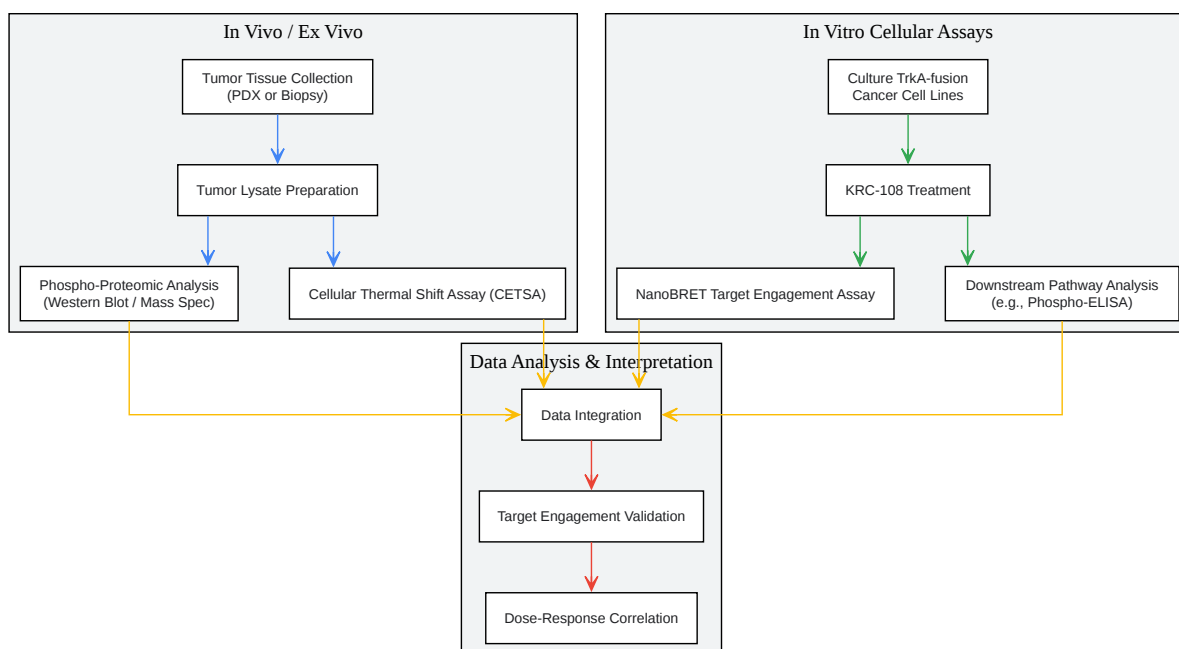 In Vivo / Ex Vivo
Tumor Tissue Collection
(PDX or Biopsy)
Tumor Lysate Preparation
Phospho-Proteomic Analysis
(Western Blot / Mass Spec)
Cellular Thermal Shift Assay (CETSA)
In Vitro Cellular Assays
Culture TrkA-fusion
Cancer Cell Lines
KRC-108 Treatment
NanoBRET Target Engagement Assay
Downstream Pathway Analysis
(e.g., Phospho-ELISA)
Data Analysis & Interpretation
Data Integration
Target Engagement Validation
Dose-Response Correlation